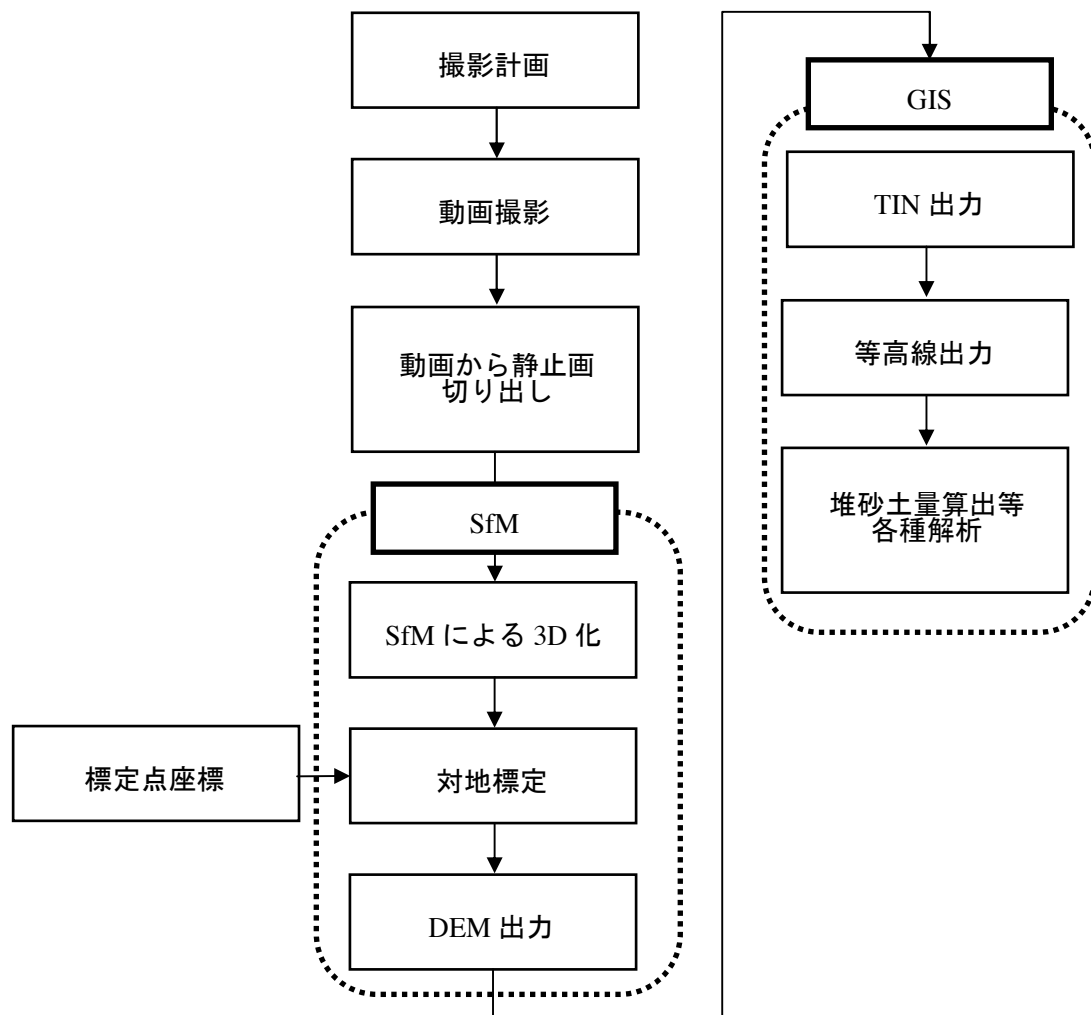 撮影計画
動画撮影
動画から静止画
切り出し
SfM
SfM による 3D 化
標定点座標
対地標定
DEM 出力
GIS
TIN 出力
等高線出力
堆砂土量算出等
各種解析